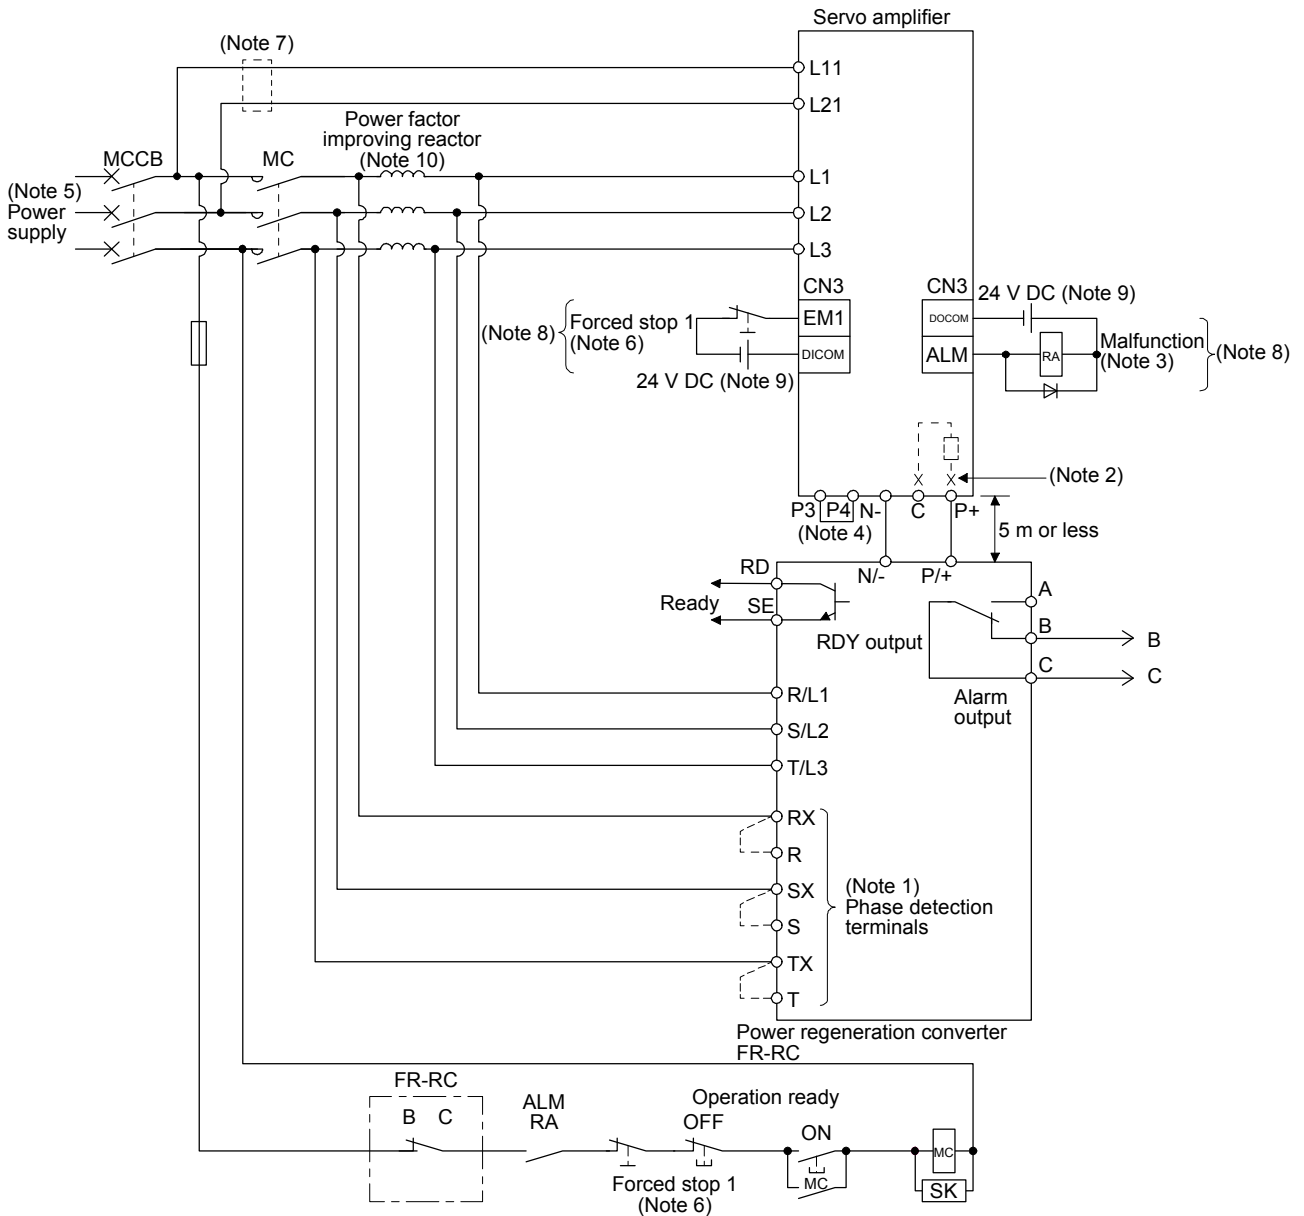 Servo amplifier
(Note 7)
L11
L21
Power factor
improving reactor
(Note 10)
MCCB
MC
L1
(Note 5)
Power
supply
L2
L3
CN3
CN3
24 V DC (Note 9)
(Note 8)
Forced stop 1
(Note 6)
EM1
DICOM
24 V DC (Note 9)
DOCOM
ALM
RA
Malfunction
(Note 3)
(Note 8)
(Note 2)
P3
P4
N-
C
P+
(Note 4)
5 m or less
RD
N/-
P/+
Ready
SE
RDY output
A
B
B
C
C
Alarm
output
R/L1
S/L2
T/L3
RX
R
SX
S
TX
T
(Note 1)
Phase detection
terminals
Power regeneration converter
FR-RC
FR-RC
B C
ALM
RA
Operation ready
OFF
ON
MC
MC
SK
Forced stop 1
(Note 6)